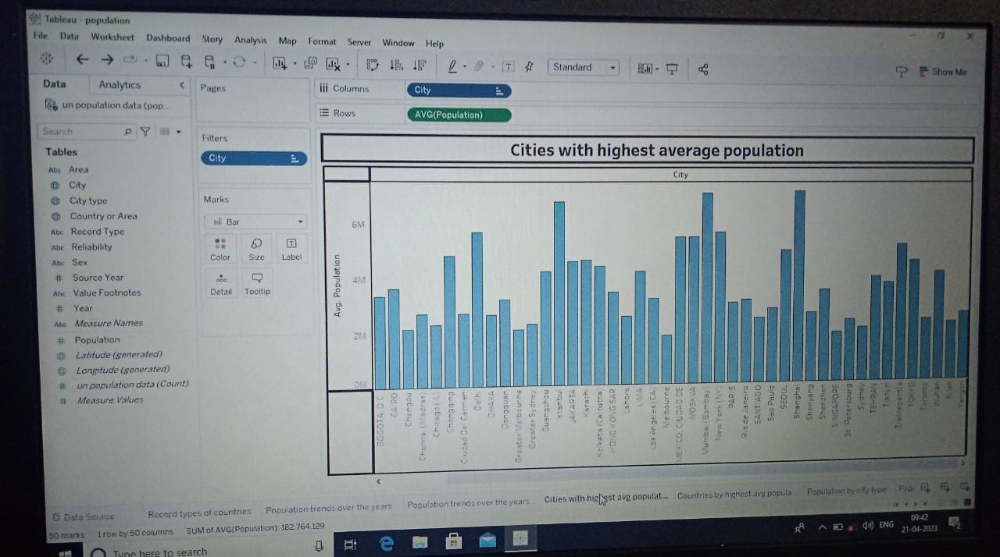 Tableau - population
File Data Worksheet Dashboard Story Analysis Map Format Server Window Help
Standard
Show Me
Data Analytics
un population data (pop...
Search
Tables
Abc Area
City
City type
Country or Area
Abc Record Type
Abc Reliability
Abc Sex
# Source Year
Abc Value Footnotes
# Year
Abc Measure Names
# Population
Latitude (generated)
Longitude (generated)
# un population data (Count)
# Measure Values
Pages
Filters
City
Marks
Bar
Color Size Label
Detail Tooltip
Columns City
Rows AVG(Population)
Cities with highest average population
City
Avg. Population
6M
4M
2M
0M
BOGOTA, D.C.
CAIRO
Chengdu
Chennai (Madras)
Chicago (IL)
Chongqing
Ciudad Del Carmen
Delhi
DHAKA
Dongguan
Greater Melbourne
Greater Sydney
Guangzhou
Istanbul
JAKARTA
Karachi
Kolkata (Calcutta)
HONG KONG SAR
Lahore
LIMA
Los Angeles (CA)
Melbourne
MEXICO, CIUDAD DE
MOSKVA
Mumbai (Bombay)
New York (NY)
PARIS
Rio de Janeiro
SANTIAGO
Sao Paulo
SEOUL
Shanghai
Shenyang
Shenzhen
SINGAPORE
St. Petersburg
Sydney
TEHRAN
Tianjin
TOKYO
Toronto
Wuhan
Xi'an
Yangon
Data Source Record types of countries Population trends over the years Population trends over the years Cities with highest avg populat... Countries by highest avg popula... Population by city type
50 marks 1 row by 50 columns SUM of AVG(Population): 182.764.129
Type here to search
ENG
09:42
21-04-2023
2